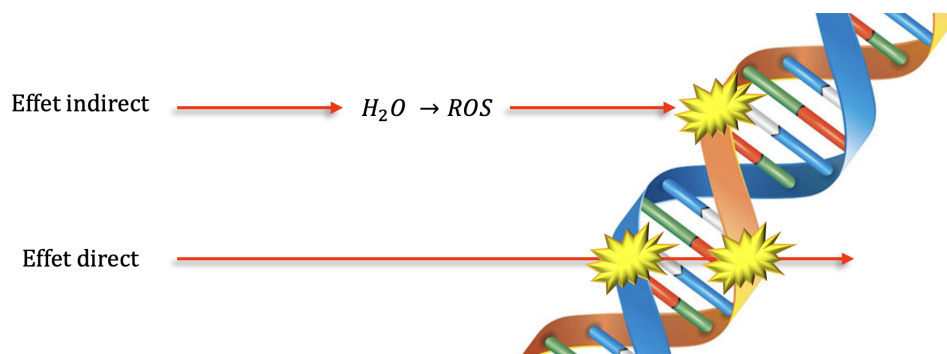 Effet indirect H₂O → ROS
Effet direct